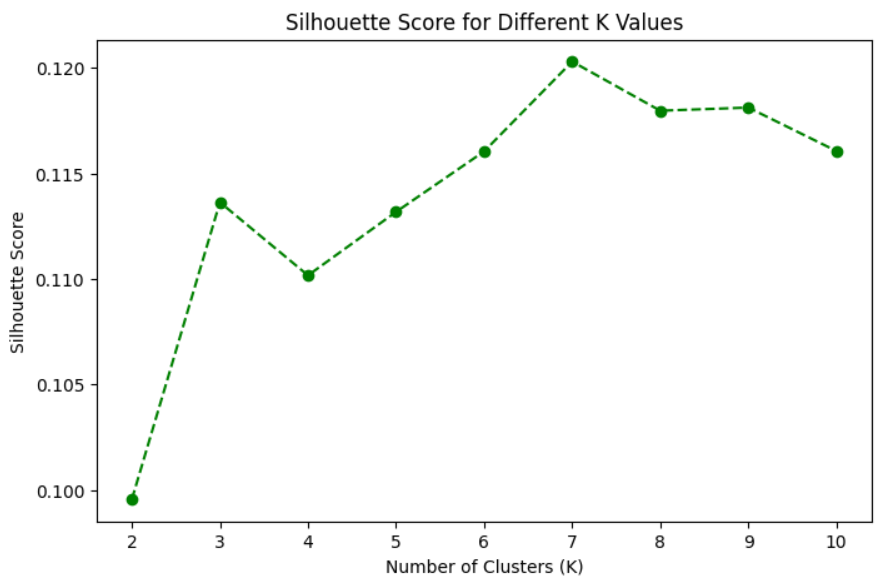 Silhouette Score for Different K Values
0.120
0.115
0.110
0.105
0.100
Silhouette Score
2 3 4 5 6 7 8 9 10
Number of Clusters (K)